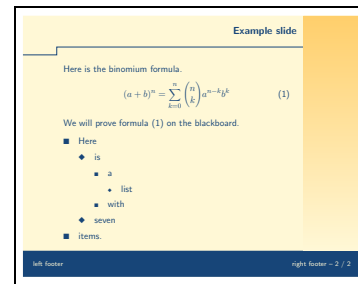 Example slide
Here is the binomium formula.
(a + b)^n = \sum_{k=0}^{n} \binom{n}{k} a^{n-k} b^k (1)
We will prove formula (1) on the blackboard.
■ Here
◆ is
■ a
◆ list
■ with
◆ seven
■ items.
left footer right footer – 2 / 2